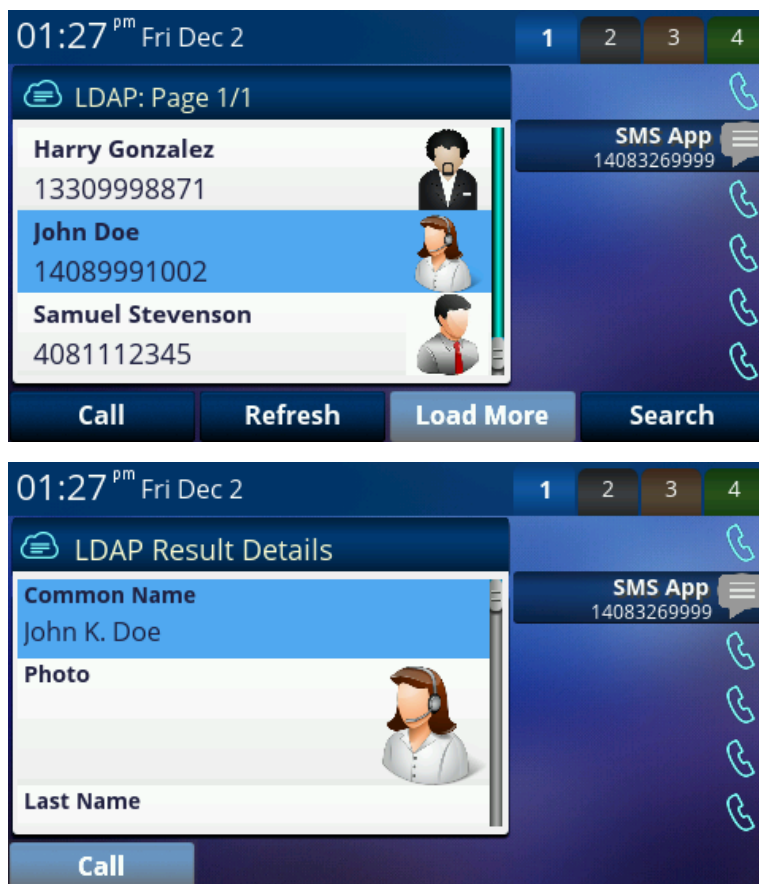 01:27 pm Fri Dec 2
1 2 3 4
LDAP: Page 1/1
Harry Gonzalez
13309998871
John Doe
14089991002
Samuel Stevenson
4081112345
SMS App
14083269999
Call Refresh Load More Search
01:27 pm Fri Dec 2
1 2 3 4
LDAP Result Details
Common Name
John K. Doe
Photo
Last Name
SMS App
14083269999
Call